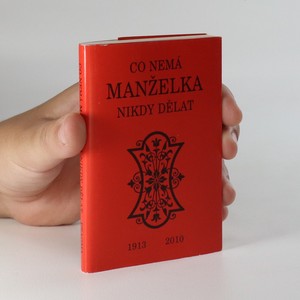 CO NEMÁ
MANŽELKA
NIKDY DĚLAT
1913 2010